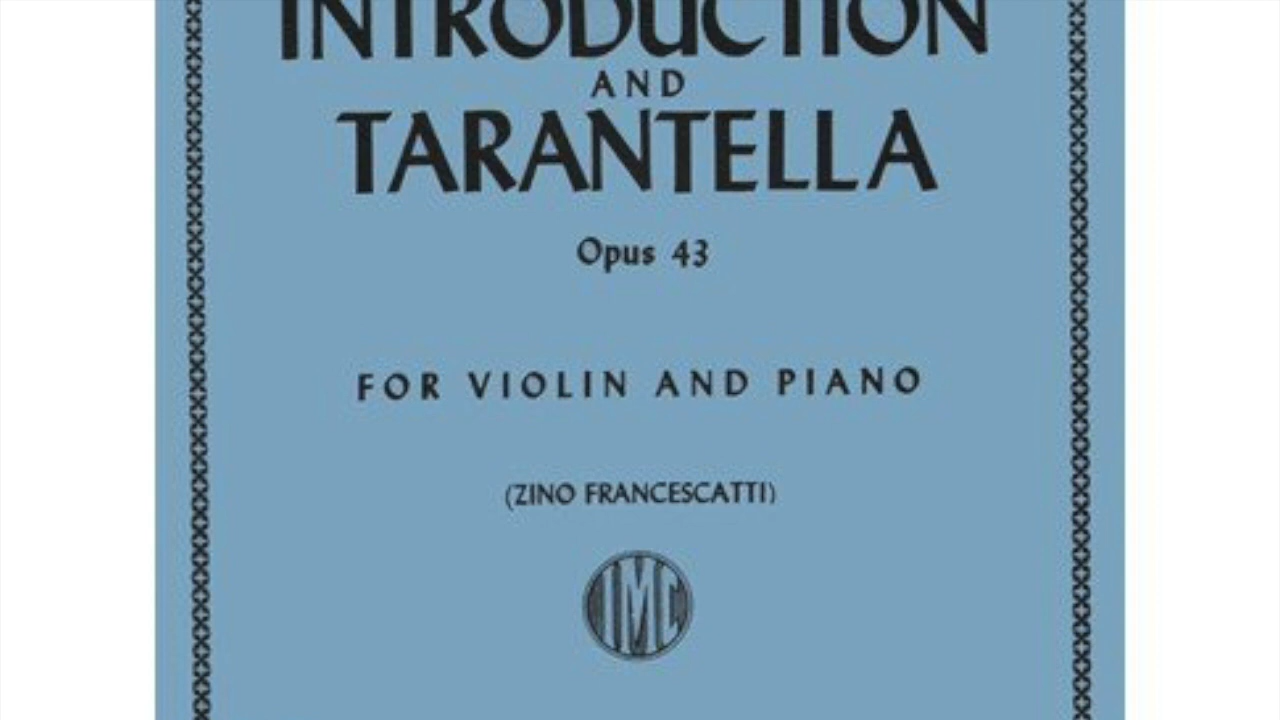 INTRODUCTION
AND
TARANTELLA
Opus 43
FOR VIOLIN AND PIANO
(ZINO FRANCESCATTI)
IMC